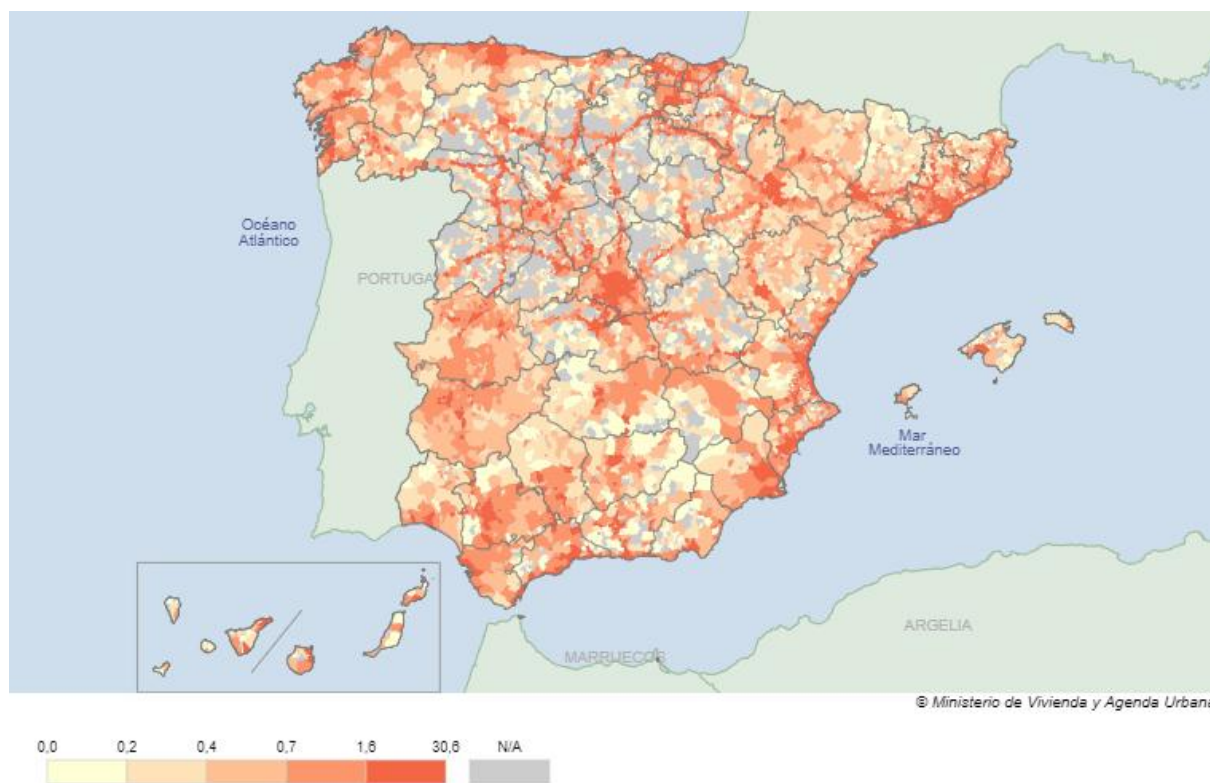 Océano
Atlántico
PORTUGA
Mar
Mediterráneo
ARGELIA
MARRUECOS
© Ministerio de Vivienda y Agenda Urbana
0,0 0,2 0,4 0,7 1,6 30,6 N/A